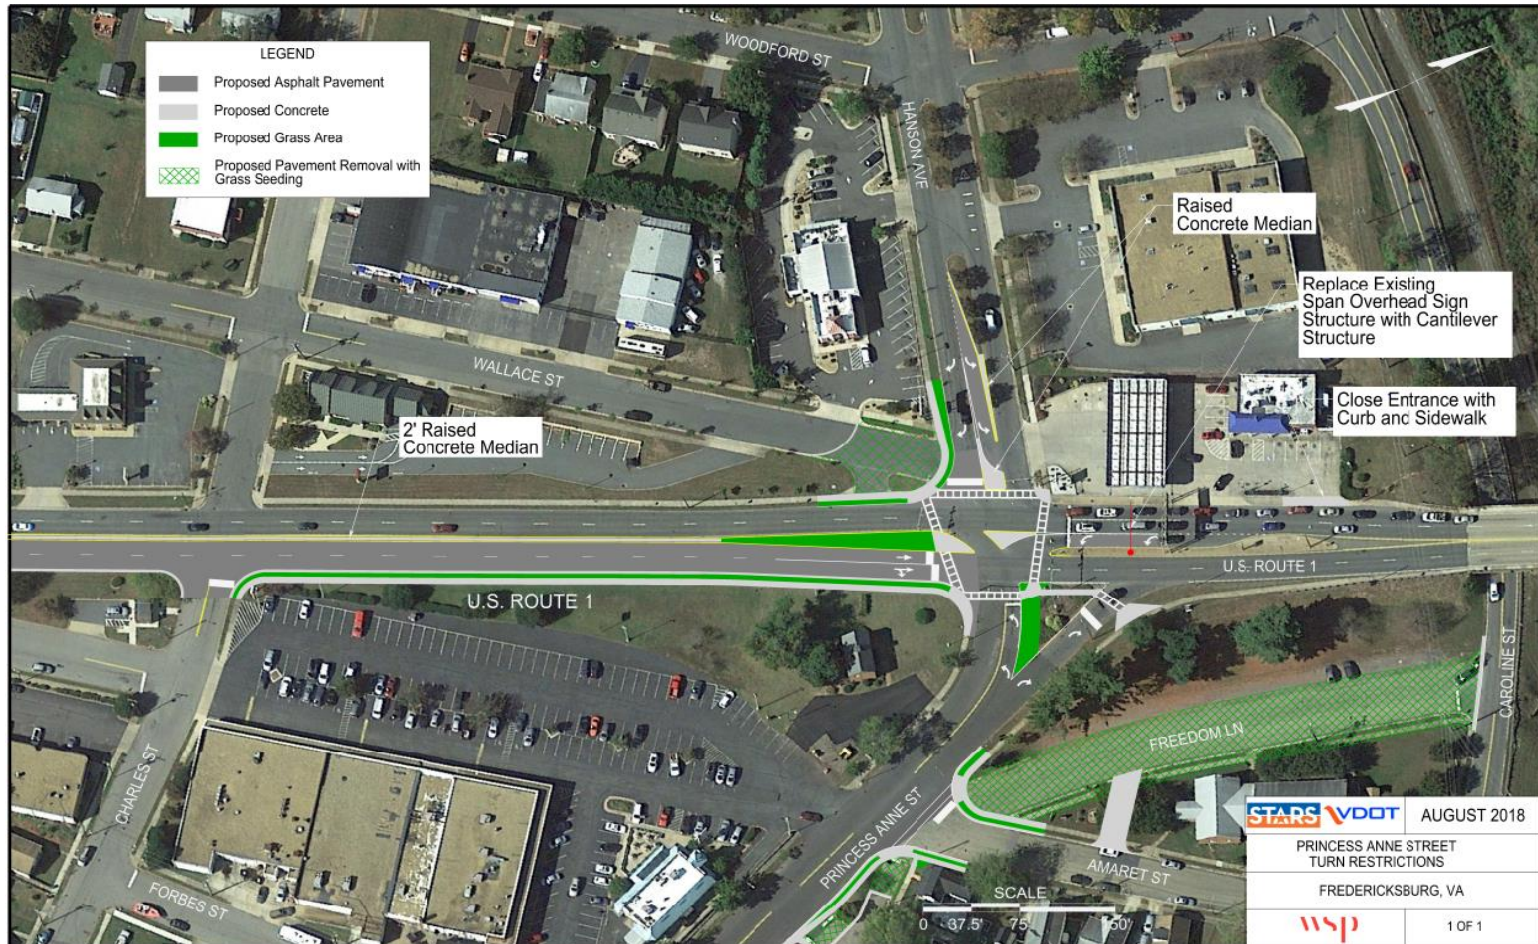 LEGEND
Proposed Asphalt Pavement
Proposed Concrete
Proposed Grass Area
Proposed Pavement Removal with
Grass Seeding
WOODFORD ST
HANSON AVE
Raised
Concrete Median
Replace Existing
Span Overhead Sign
Structure with Cantilever
Structure
Close Entrance with
Curb and Sidewalk
WALLACE ST
2' Raised
Concrete Median
U.S. ROUTE 1
U.S. ROUTE 1
CAROLINE ST
FREEDOM LN
CHARLES ST
PRINCESS ANNE ST
AMARET ST
FORBES ST
SCALE
0 37.5' 75' 150'
STARS VDOT
AUGUST 2018
PRINCESS ANNE STREET
TURN RESTRICTIONS
FREDERICKSBURG, VA
wsp
1 OF 1